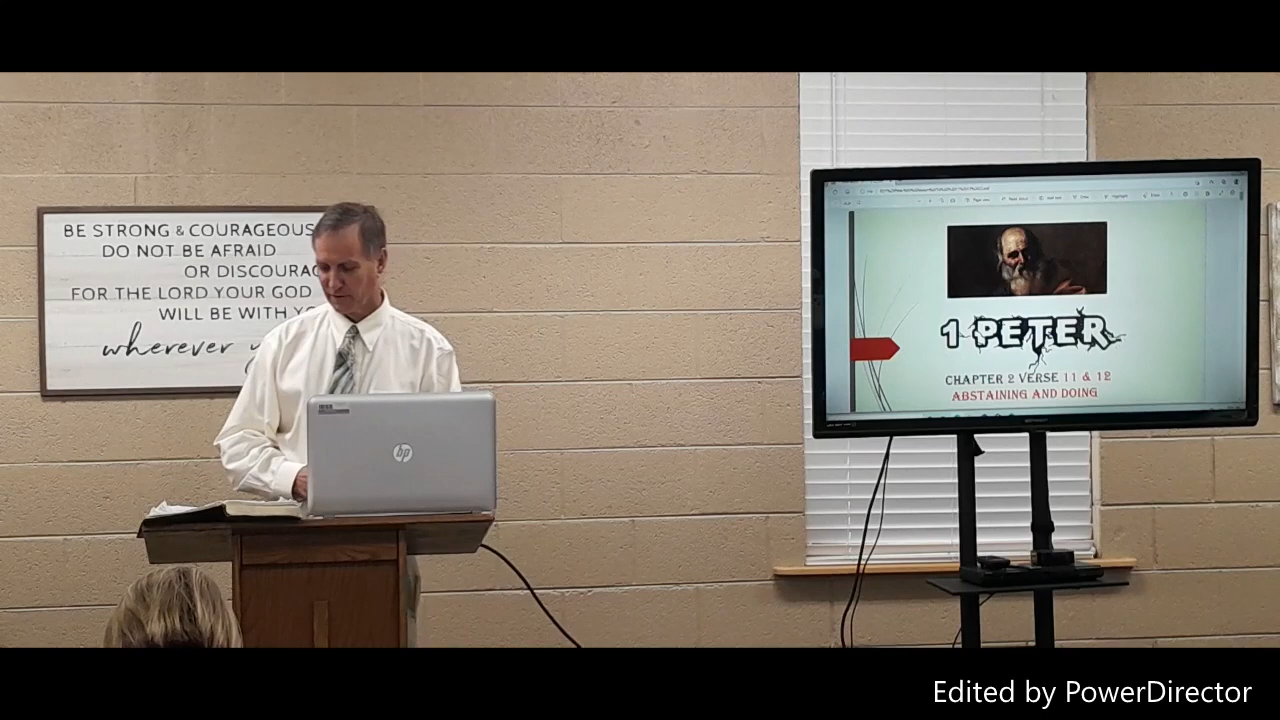 BE STRONG & COURAGEOUS
DO NOT BE AFRAID
OR DISCOURAG
FOR THE LORD YOUR GOD
WILL BE WITH YO
wherever
hp
1 PETER
CHAPTER 2 VERSE 11 & 12
ABSTAINING AND DOING
Edited by PowerDirector